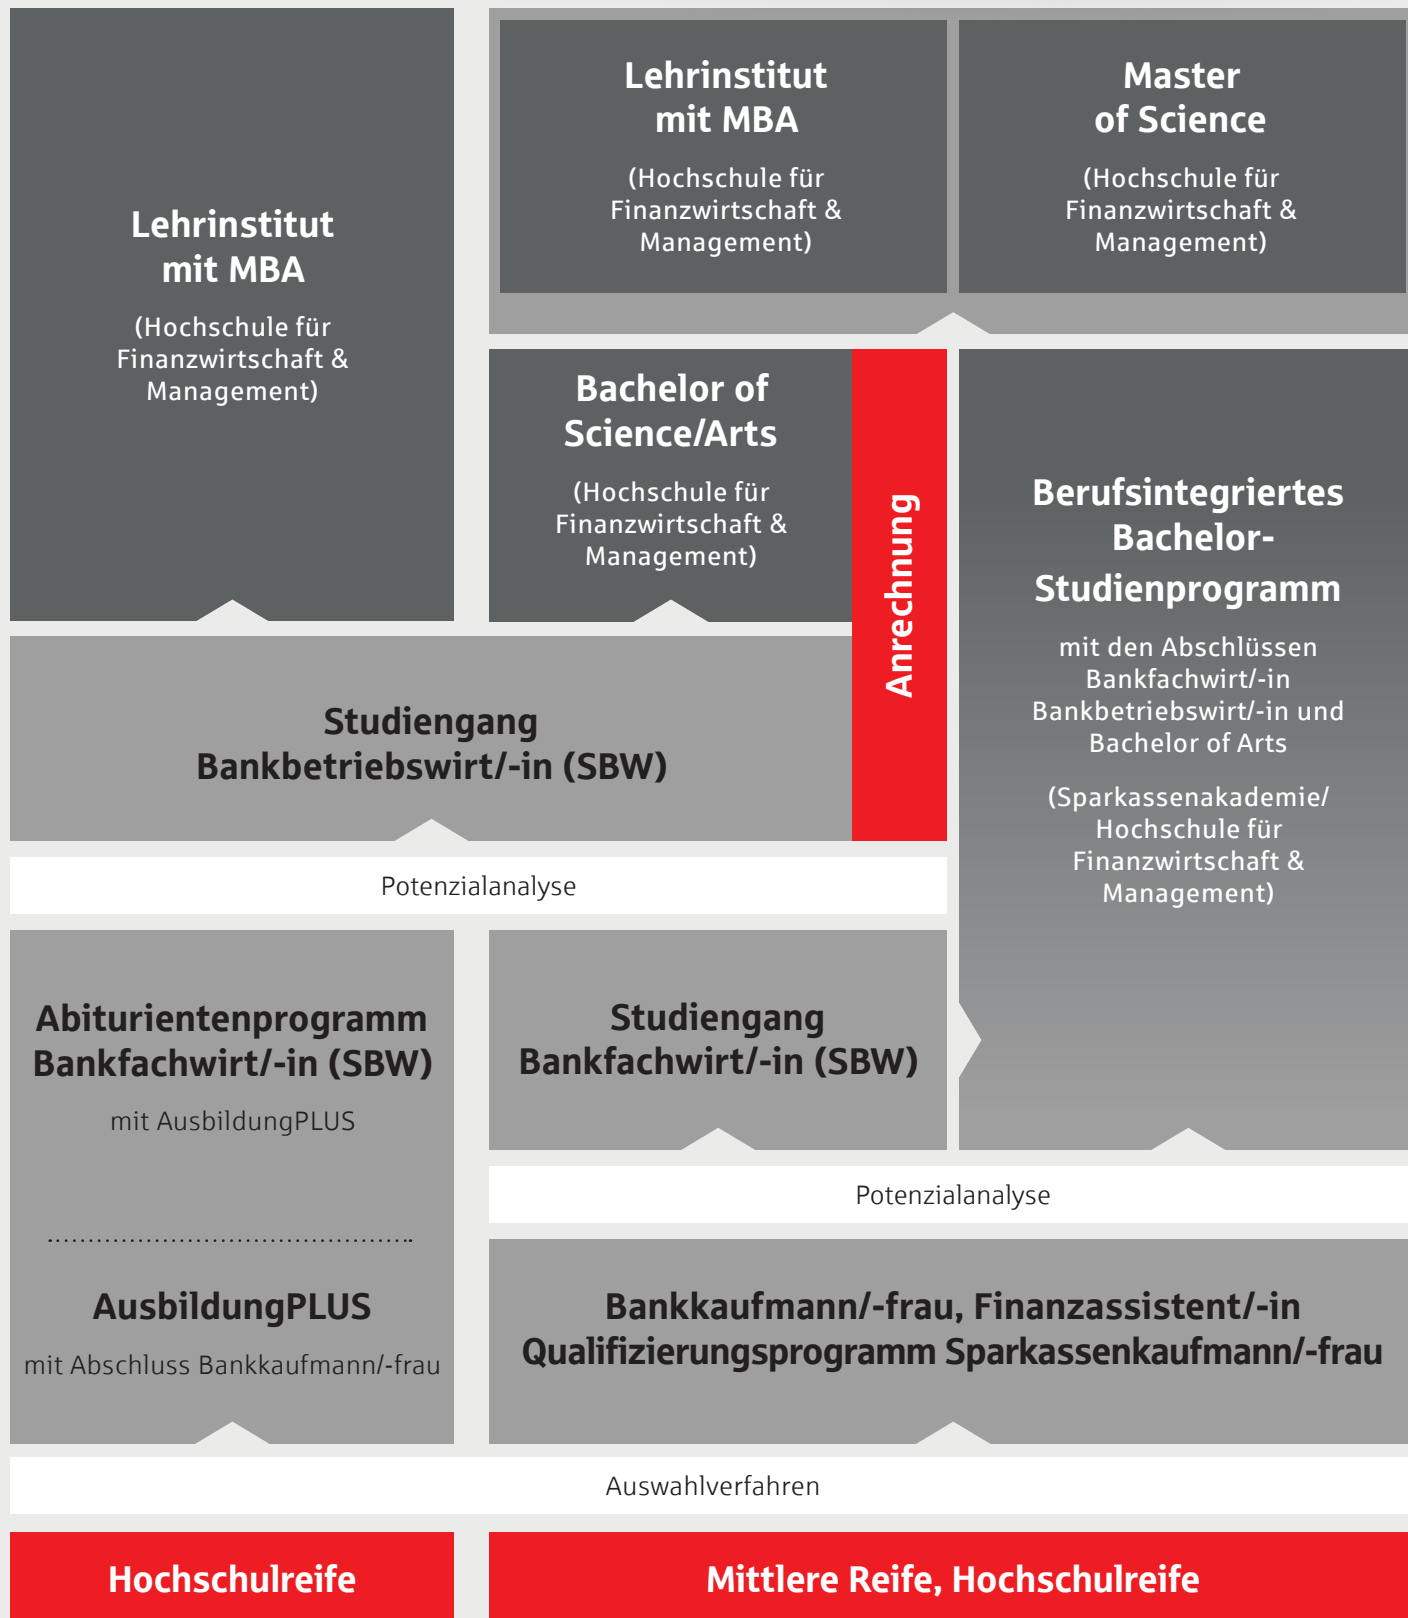 Lehrinstitut
mit MBA
(Hochschule für
Finanzwirtschaft &
Management)
Lehrinstitut
mit MBA
(Hochschule für
Finanzwirtschaft &
Management)
Master
of Science
(Hochschule für
Finanzwirtschaft &
Management)
Bachelor of
Science/Arts
(Hochschule für
Finanzwirtschaft &
Management)
Anrechnung
Berufsintegriertes
Bachelor-
Studienprogramm
mit den Abschlüssen
Bankfachwirt/-in
Bankbetriebswirt/-in und
Bachelor of Arts
(Sparkassenakademie/
Hochschule für
Finanzwirtschaft &
Management)
Studiengang
Bankbetriebswirt/-in (SBW)
Potenzialanalyse
Abiturientenprogramm
Bankfachwirt/-in (SBW)
mit AusbildungPLUS
Studiengang
Bankfachwirt/-in (SBW)
Potenzialanalyse
AusbildungPLUS
mit Abschluss Bankkaufmann/-frau
Bankkaufmann/-frau, Finanzassistent/-in
Qualifizierungsprogramm Sparkassenkaufmann/-frau
Auswahlverfahren
Hochschulreife
Mittlere Reife, Hochschulreife